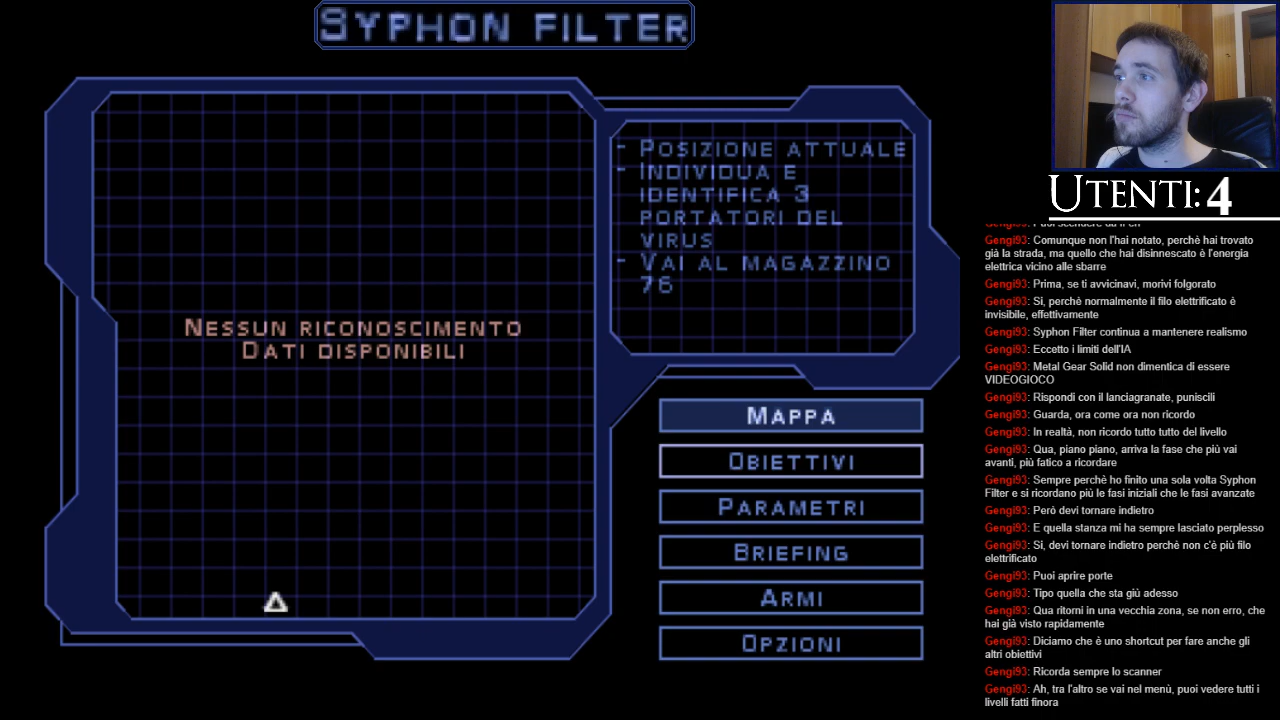 SYPHON FILTER
- POSIZIONE ATTUALE
- INDIVIDUA E
IDENTIFICA 3
PORTATORI DEL
VIRUS
- VAI AL MAGAZZINO
76
NESSUN RICONOSCIMENTO
DATI DISPONIBILI
MAPPA
OBIETTIVI
PARAMETRI
BRIEFING
ARMI
OPZIONI
UTENTI: 4
Gengi93: Comunque non l'hai notato, perchè hai trovato
già la strada, ma quello che hai disinnescato è l'energia
elettrica vicino alle sbarre
Gengi93: Prima, se ti avvicinavi, morivi folgorato
Gengi93: Sì, perchè normalmente il filo elettrificato è
invisibile, effettivamente
Gengi93: Syphon Filter continua a mantenere realismo
Gengi93: Eccetto i limiti dell'IA
Gengi93: Metal Gear Solid non dimentica di essere
VIDEOGIOCO
Gengi93: Rispondi con il lanciagranate, puniscili
Gengi93: Guarda, ora come ora non ricordo
Gengi93: In realtà, non ricordo tutto tutto del livello
Gengi93: Qua, piano piano, arriva la fase che più vai
avanti, più fatico a ricordare
Gengi93: Sempre perchè ho finito una sola volta Syphon
Filter e si ricordano più le fasi iniziali che le fasi avanzate
Gengi93: Però devi tornare indietro
Gengi93: E quella stanza mi ha sempre lasciato perplesso
Gengi93: Sì, devi tornare indietro perchè non c'è più filo
elettrificato
Gengi93: Puoi aprire porte
Gengi93: Tipo quella che sta giù adesso
Gengi93: Qua ritorni in una vecchia zona, se non erro, che
hai già visto rapidamente
Gengi93: Diciamo che è uno shortcut per fare anche gli
altri obiettivi
Gengi93: Ricorda sempre lo scanner
Gengi93: Ah, tra l'altro se vai nel menù, puoi vedere tutti i
livelli fatti finora